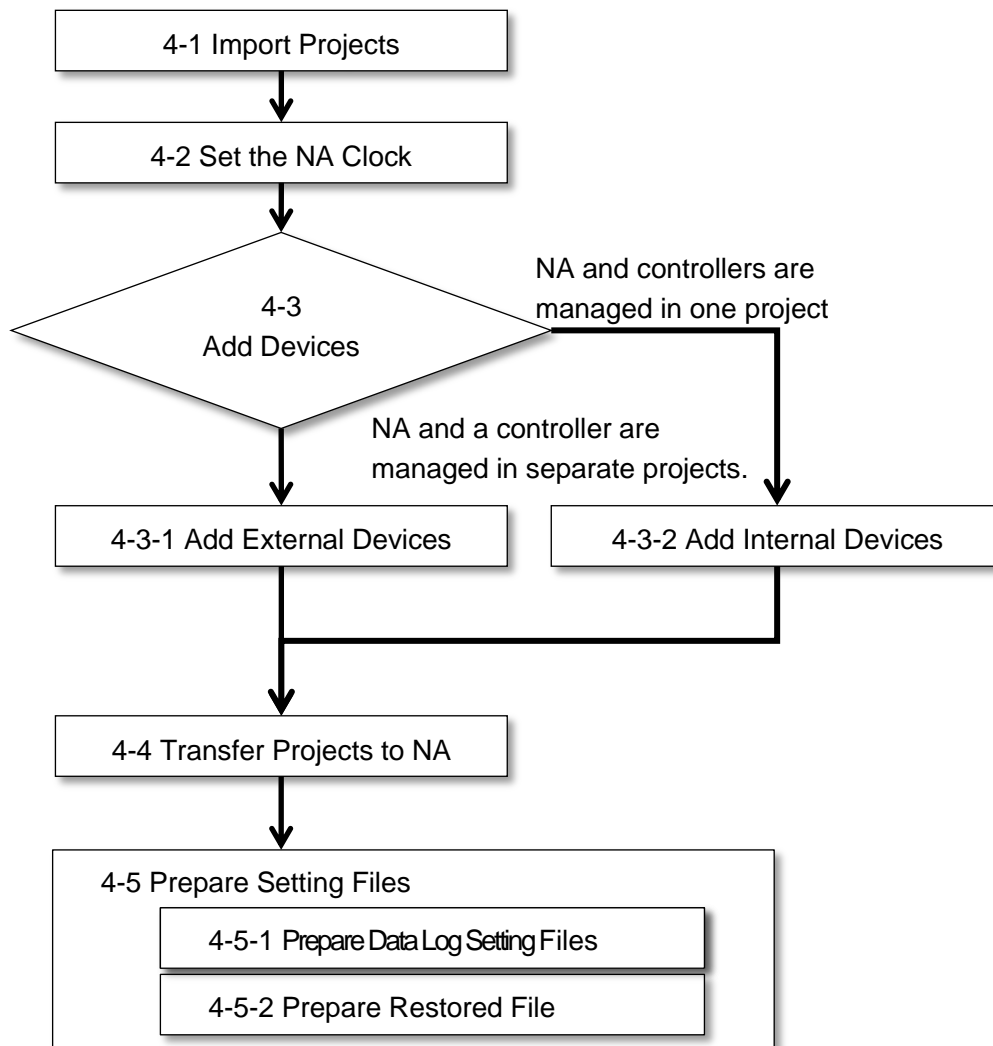 4-1 Import Projects
4-2 Set the NA Clock
4-3
Add Devices
NA and controllers are
managed in one project
NA and a controller are
managed in separate projects.
4-3-1 Add External Devices
4-3-2 Add Internal Devices
4-4 Transfer Projects to NA
4-5 Prepare Setting Files
4-5-1 Prepare Data Log Setting Files
4-5-2 Prepare Restored File